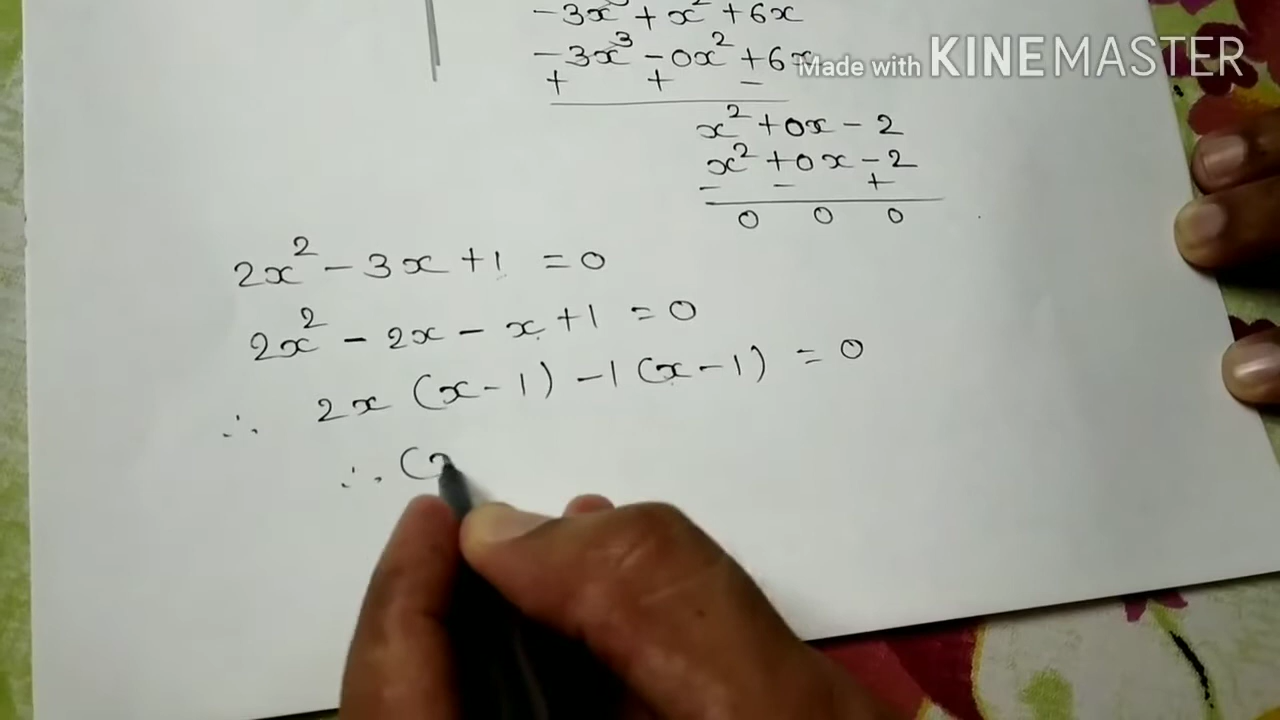 -3x³ + x² + 6x
-3x³ - 0x² + 6x
+ + -
Made with KINEMASTER
x² + 0x - 2
x² + 0x - 2
- - +
0 0 0
2x² - 3x + 1 = 0
2x² - 2x - x + 1 = 0
∴ 2x (x - 1) - 1 (x - 1) = 0
∴ (